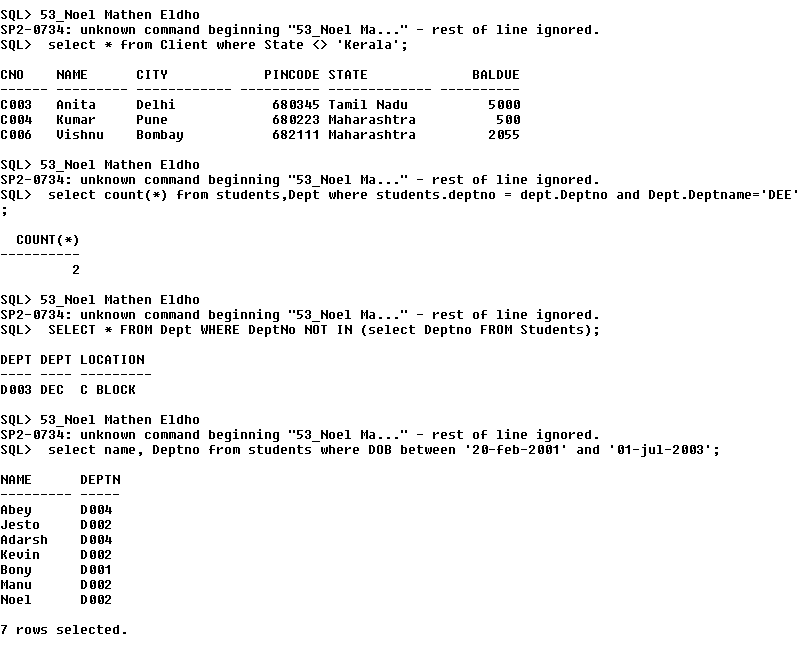 SQL> 53_Noel Mathen Eldho
SP2-0734: unknown command beginning "53_Noel Ma..." - rest of line ignored.
SQL>  select * from Client where State <> 'Kerala';
CNO    NAME      CITY            PINCODE STATE             BALDUE
------ --------- ------------ ---------- ------------- ----------
C003   Anita     Delhi            680345 Tamil Nadu          5000
C004   Kumar     Pune             680223 Maharashtra          500
C006   Vishnu    Bombay           682111 Maharashtra         2055
SQL> 53_Noel Mathen Eldho
SP2-0734: unknown command beginning "53_Noel Ma..." - rest of line ignored.
SQL>  select count(*) from students,Dept where students.deptno = dept.Deptno and Dept.Deptname='DEE'
;
  COUNT(*)
----------
         2
SQL> 53_Noel Mathen Eldho
SP2-0734: unknown command beginning "53_Noel Ma..." - rest of line ignored.
SQL>  SELECT * FROM Dept WHERE DeptNo NOT IN (select Deptno FROM Students);
DEPT DEPT LOCATION
---- ---- ---------
D003 DEC  C BLOCK
SQL> 53_Noel Mathen Eldho
SP2-0734: unknown command beginning "53_Noel Ma..." - rest of line ignored.
SQL>  select name, Deptno from students where DOB between '20-feb-2001' and '01-jul-2003';
NAME      DEPTN
--------- -----
Abey      D004
Jesto     D002
Adarsh    D004
Kevin     D002
Bony      D001
Manu      D002
Noel      D002
7 rows selected.